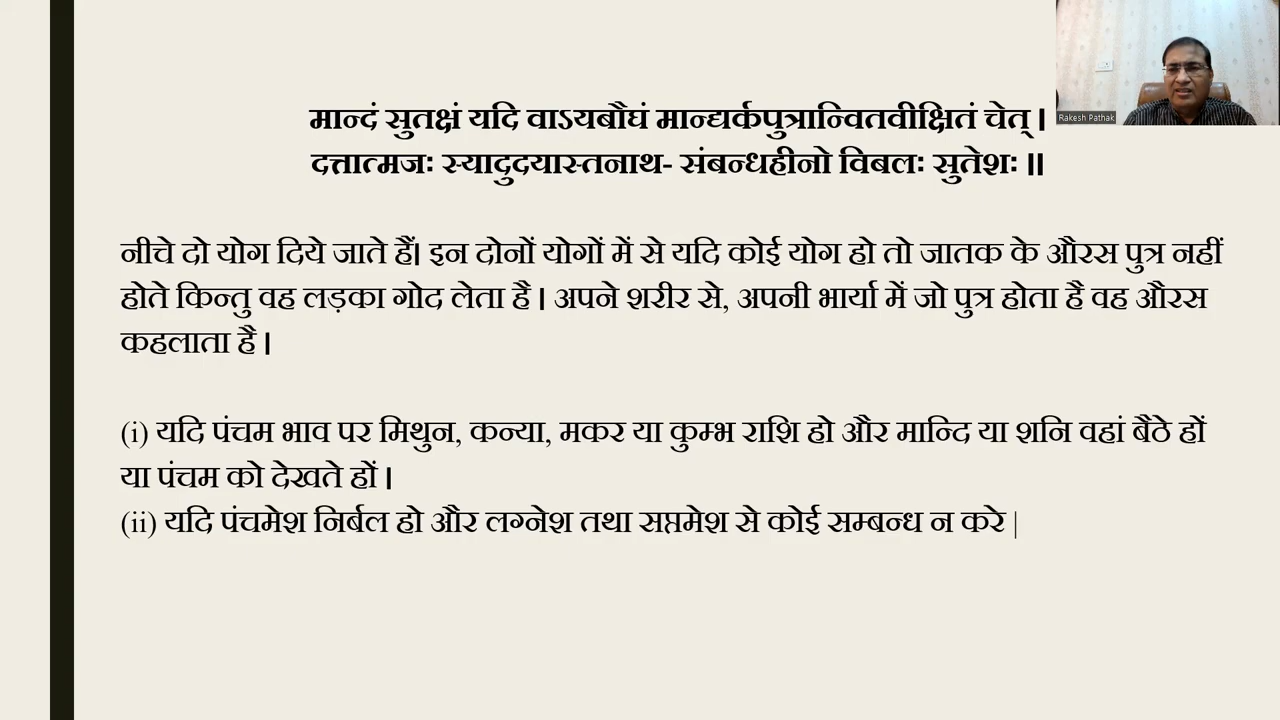 मान्दं सुतक्षं यदि वाऽयबौघं मान्द्यर्कपुत्रान्वितवीक्षितं चेत् ।
दत्तात्मजः स्यादुदयास्तनाथ- संबन्धहीनो विबलः सुतेशः ॥
Rakesh Pathak
नीचे दो योग दिये जाते हैं। इन दोनों योगों में से यदि कोई योग हो तो जातक के औरस पुत्र नहीं
होते किन्तु वह लड़का गोद लेता है । अपने शरीर से, अपनी भार्या में जो पुत्र होता है वह औरस
कहलाता है ।
(i) यदि पंचम भाव पर मिथुन, कन्या, मकर या कुम्भ राशि हो और मान्दि या शनि वहां बैठे हों
या पंचम को देखते हों ।
(ii) यदि पंचमेश निर्बल हो और लग्नेश तथा सप्तमेश से कोई सम्बन्ध न करे |